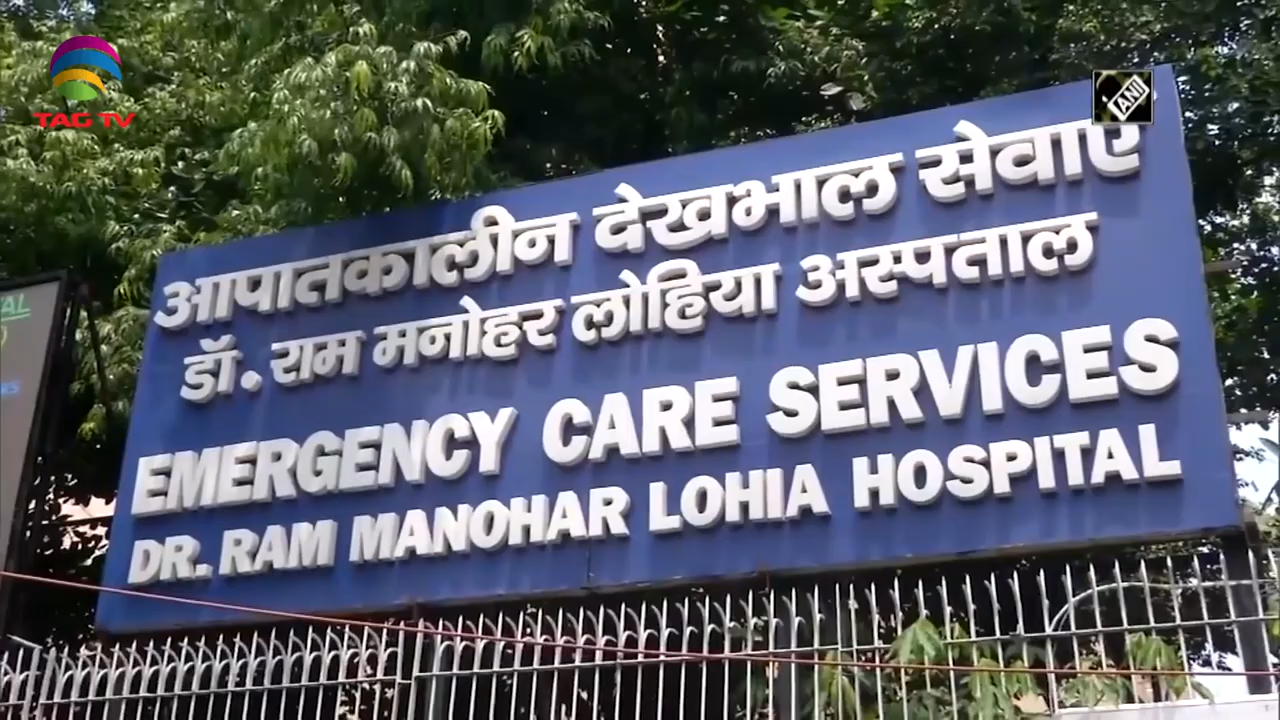 TAG TV
ANI
आपातकालीन देखभाल सेवाएं
डॉ. राम मनोहर लोहिया अस्पताल
EMERGENCY CARE SERVICES
DR. RAM MANOHAR LOHIA HOSPITAL